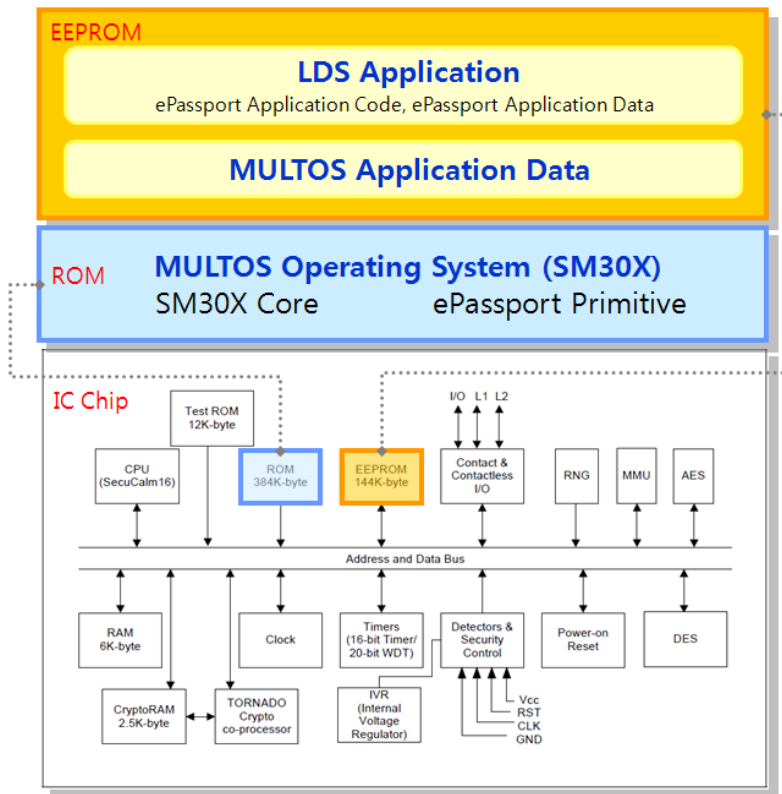 EEPROM
LDS Application
ePassport Application Code, ePassport Application Data
MULTOS Application Data
ROM
MULTOS Operating System (SM30X)
SM30X Core
ePassport Primitive
IC Chip
Test ROM
12K-byte
I/O L1 L2
CPU
(SecuCalm16)
ROM
384K-byte
EEPROM
144K-byte
Contact &
Contactless
I/O
RNG
MMU
AES
Address and Data Bus
RAM
6K-byte
Clock
Timers
(16-bit Timer/
20-bit WDT)
Detectors &
Security
Control
Power-on
Reset
DES
CryptoRAM
2.5K-byte
TORNADO
Crypto
co-processor
IVR
(Internal
Voltage
Regulator)
Vcc
RST
CLK
GND